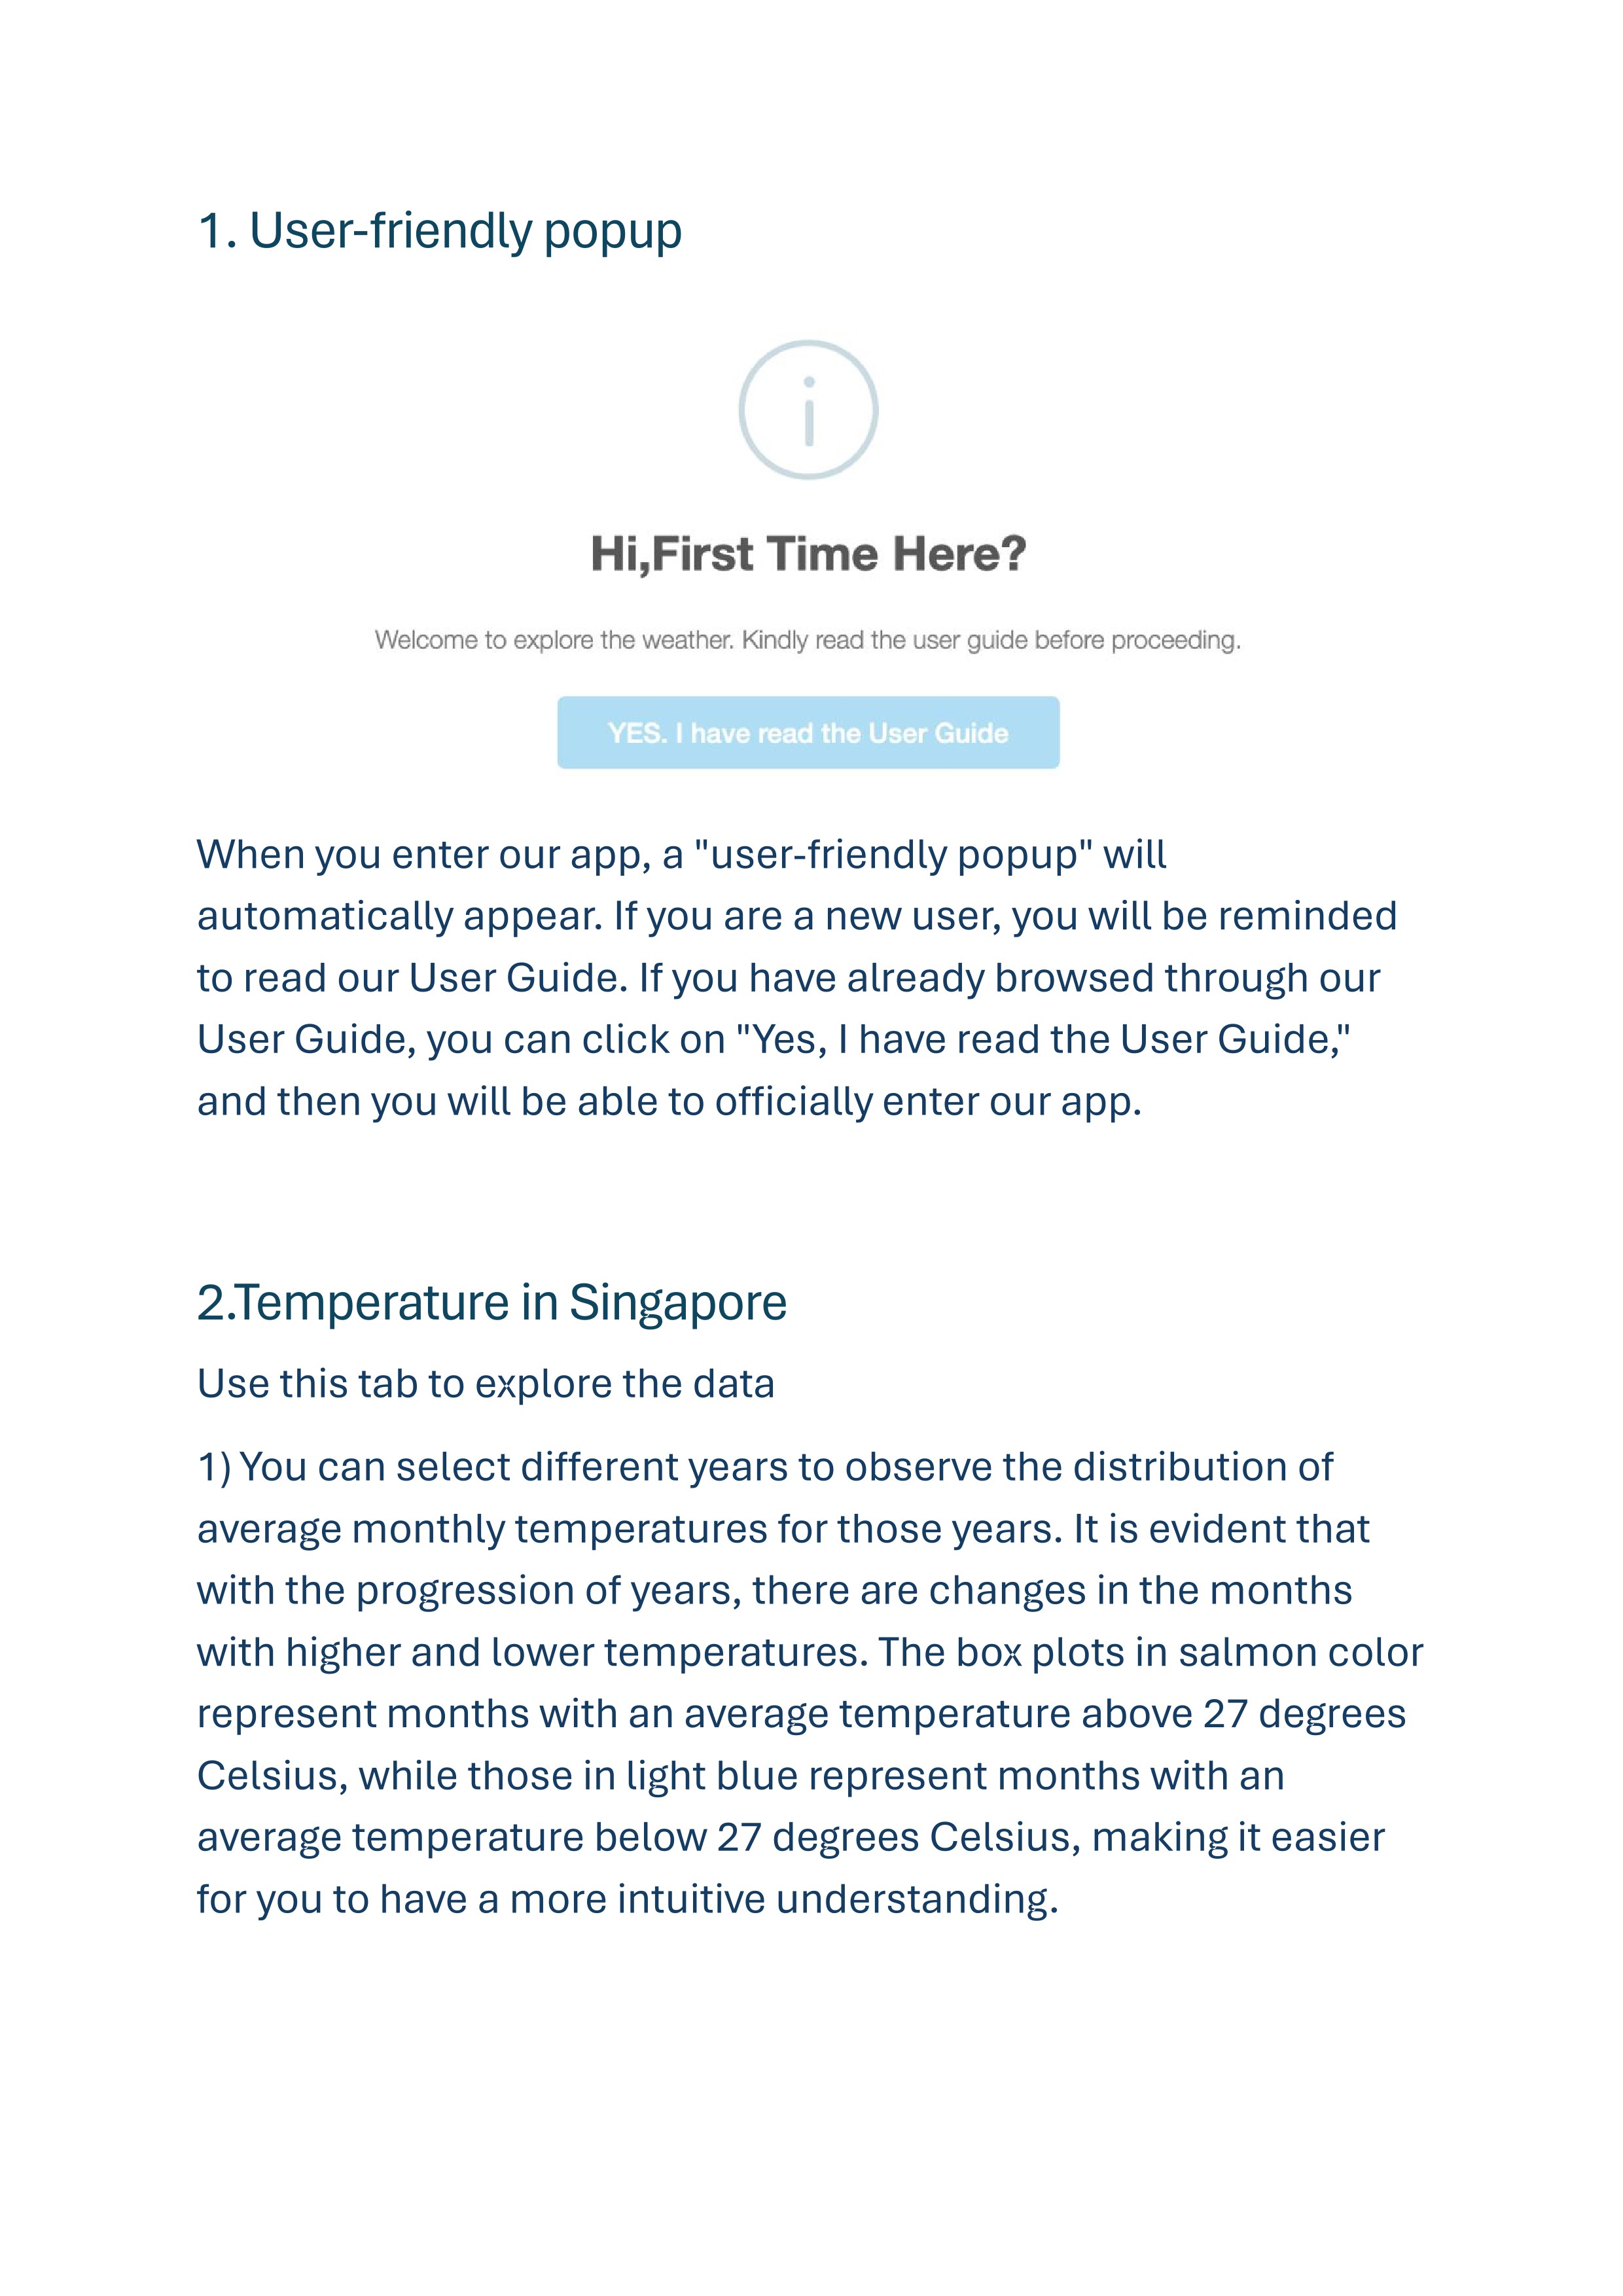 1. User-friendly popup
Hi,First Time Here?
Welcome to explore the weather. Kindly read the user guide before proceeding.
YES. I have read the User Guide
When you enter our app, a "user-friendly popup" will
automatically appear. If you are a new user, you will be reminded
to read our User Guide. If you have already browsed through our
User Guide, you can click on "Yes, I have read the User Guide,"
and then you will be able to officially enter our app.
2.Temperature in Singapore
Use this tab to explore the data
1) You can select different years to observe the distribution of
average monthly temperatures for those years. It is evident that
with the progression of years, there are changes in the months
with higher and lower temperatures. The box plots in salmon color
represent months with an average temperature above 27 degrees
Celsius, while those in light blue represent months with an
average temperature below 27 degrees Celsius, making it easier
for you to have a more intuitive understanding.